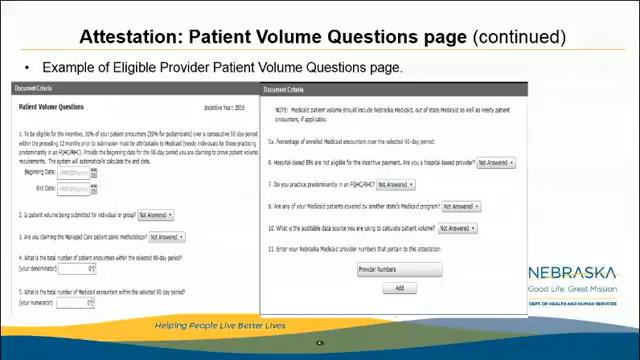 Attestation: Patient Volume Questions page (continued)
• Example of Eligible Provider Patient Volume Questions page.
Document Criteria
Patient Volume Questions
Incentive Year: 2016
1. To be eligible for the incentive, 30% of your patient encounters (20% for pediatricians) over a consecutive 90-day period
within the preceding 12 months prior to submission must be attributable to Medicaid [needy individuals for those practicing
predominantly in an FQHC/RHC]. Provide the beginning date for the 90-day period you are claiming to prove patient volume
requirements. The system will automatically calculate the end date.
Beginning Date:
End Date:
2. Is patient volume being submitted for individual or group? Not Answered
3. Are you claiming the Managed Care patient panel methodology? Not Answered
4. What is the total number of patient encounters within the selected 90-day period?
(your denominator) 0
5. What is the total number of Medicaid encounters within the selected 90-day period?
(your numerator) 0
Document Criteria
NOTE: Medicaid patient volume should include Nebraska Medicaid, out of state Medicaid as well as needy patient
encounters, if applicable.
5a. Percentage of enrolled Medicaid encounters over the selected 90-day period:
6. Hospital-based EPs are not eligible for the incentive payment. Are you a hospital-based provider? Not Answered
7. Do you practice predominantly in an FQHC/RHC? Not Answered
8. Are any of your Medicaid patients covered by another state's Medicaid program? Not Answered
10. What is the auditable data source you are using to calculate patient volume? Not Answered
11. Enter your Nebraska Medicaid provider numbers that pertain to this attestation:
Provider Numbers
Add
NEBRASKA
Good Life. Great Mission.
DEPT. OF HEALTH AND HUMAN SERVICES
Helping People Live Better Lives